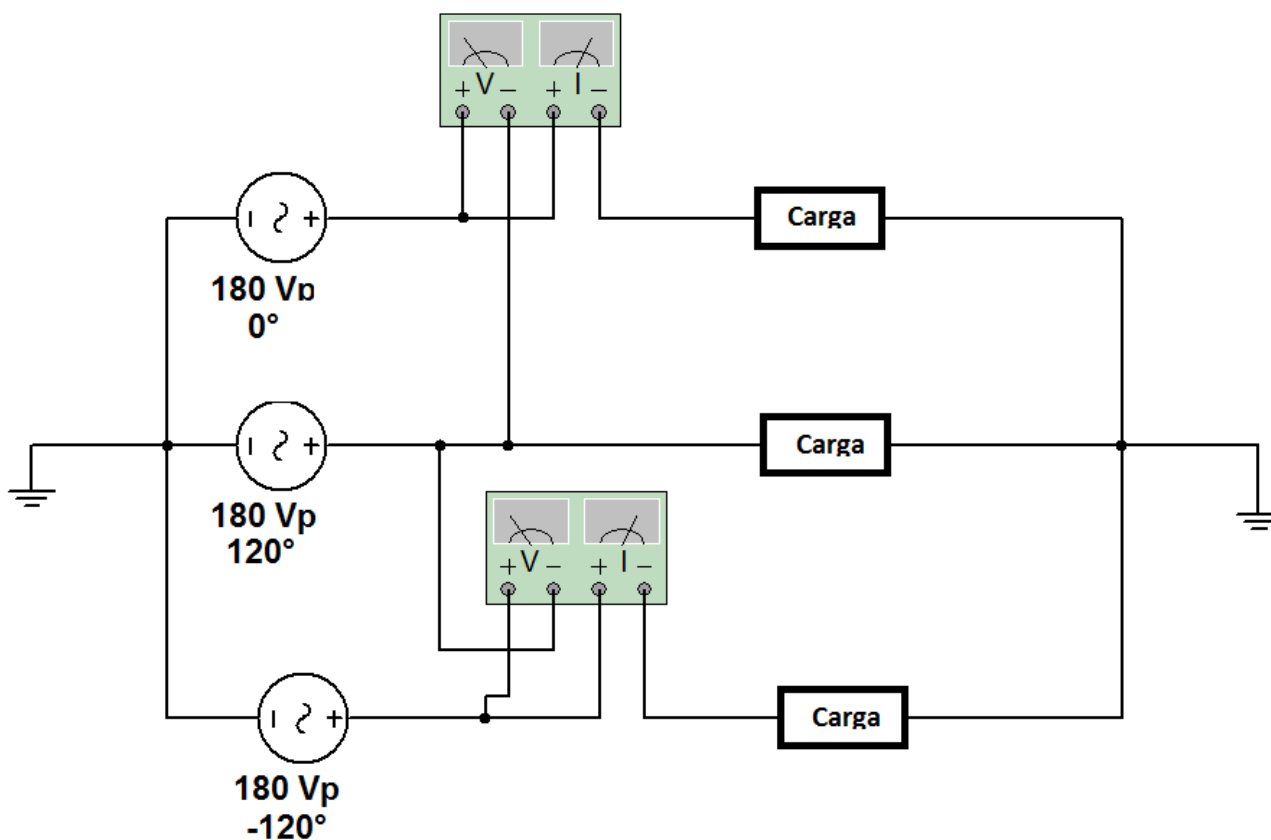 V I
+ − + −
Carga
180 Vp
0°
Carga
180 Vp
120°
V I
+ − + −
Carga
180 Vp
-120°